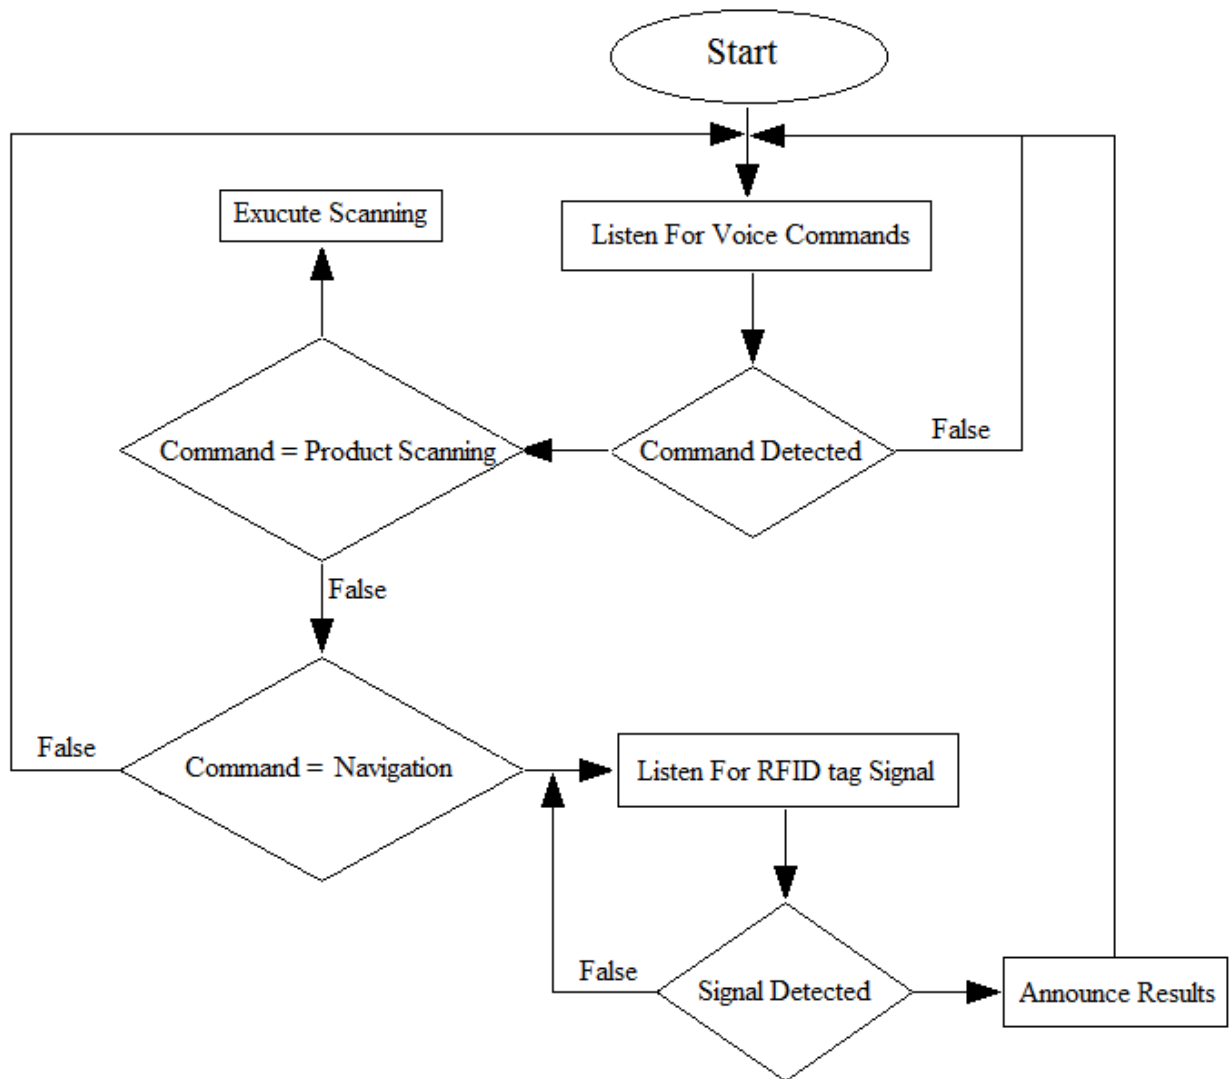 Start
Exucute Scanning
Listen For Voice Commands
Command = Product Scanning
Command Detected
False
False
False
Command = Navigation
Listen For RFID tag Signal
False
Signal Detected
Announce Results